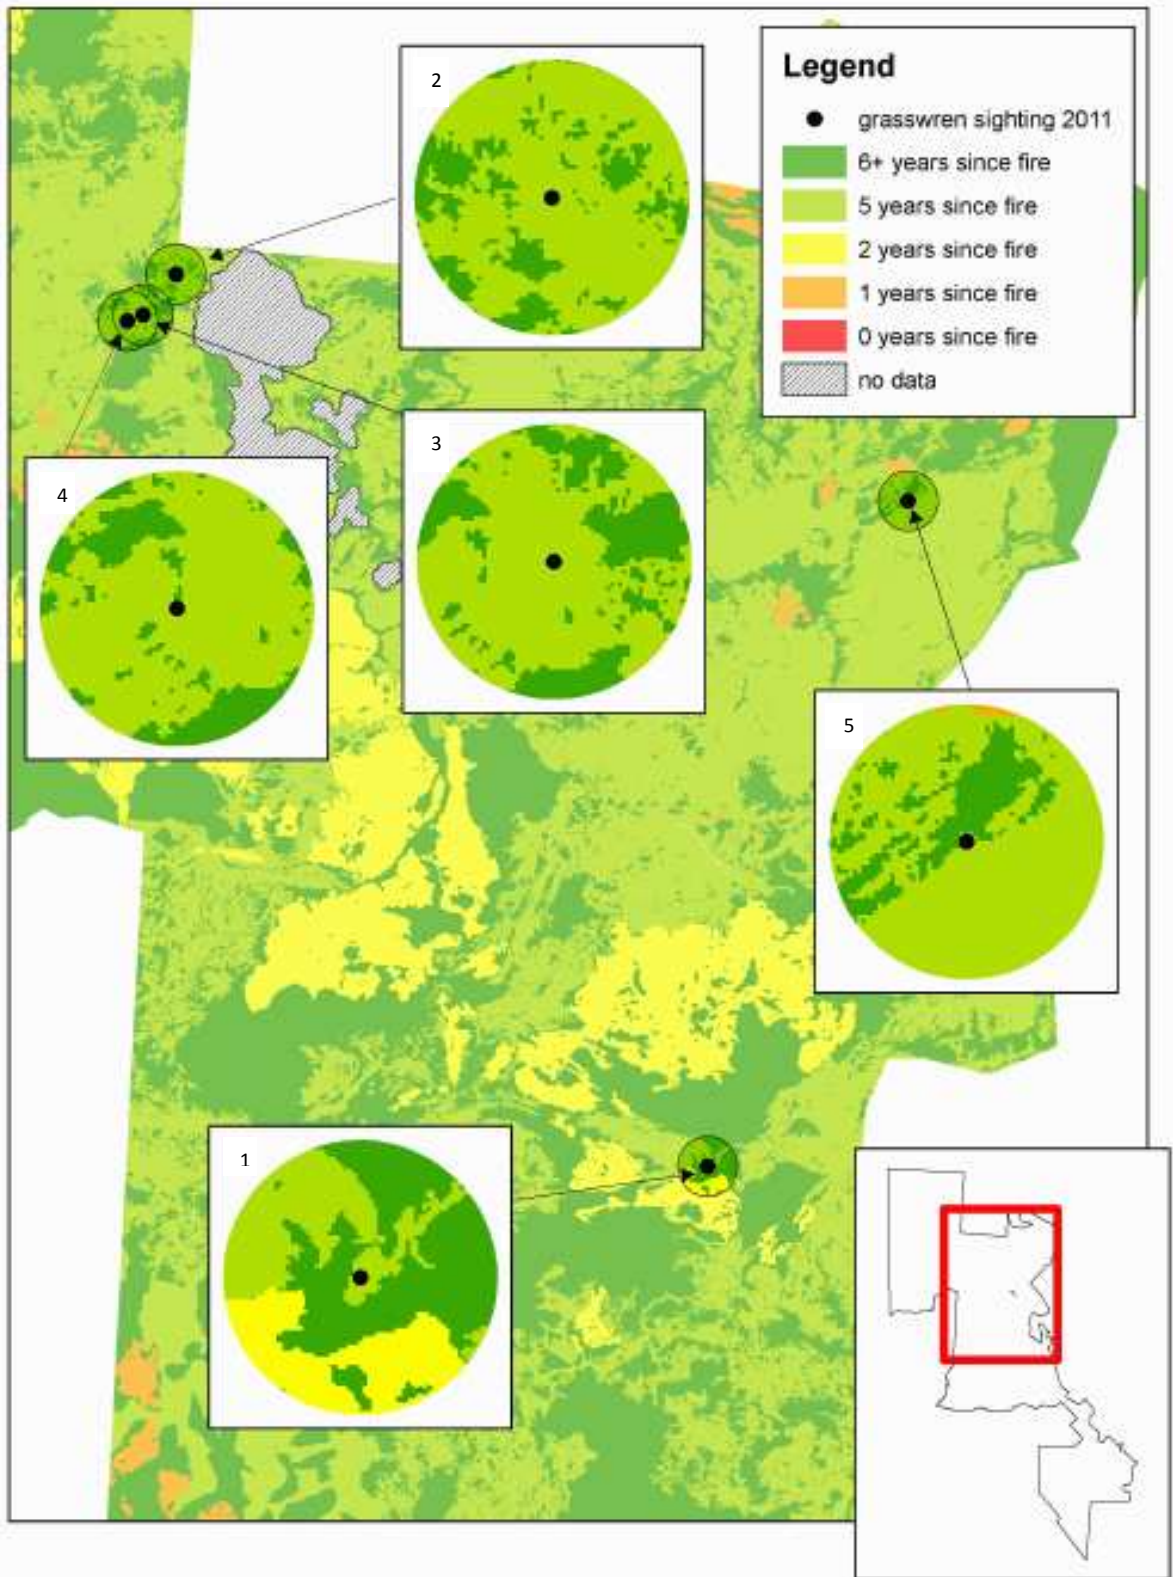 2
Legend
grasswren sighting 2011
6+ years since fire
5 years since fire
2 years since fire
1 years since fire
0 years since fire
no data
3
4
5
1